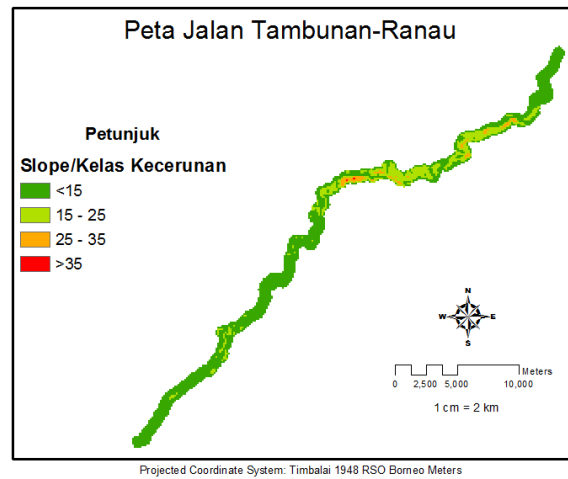 Peta Jalan Tambunan-Ranau
Petunjuk
Slope/Kelas Kecerunan
<15
15 - 25
25 - 35
>35
N
W E
S
Meters
0 2,500 5,000 10,000
1 cm = 2 km
Projected Coordinate System: Timbalai 1948 RSO Borneo Meters